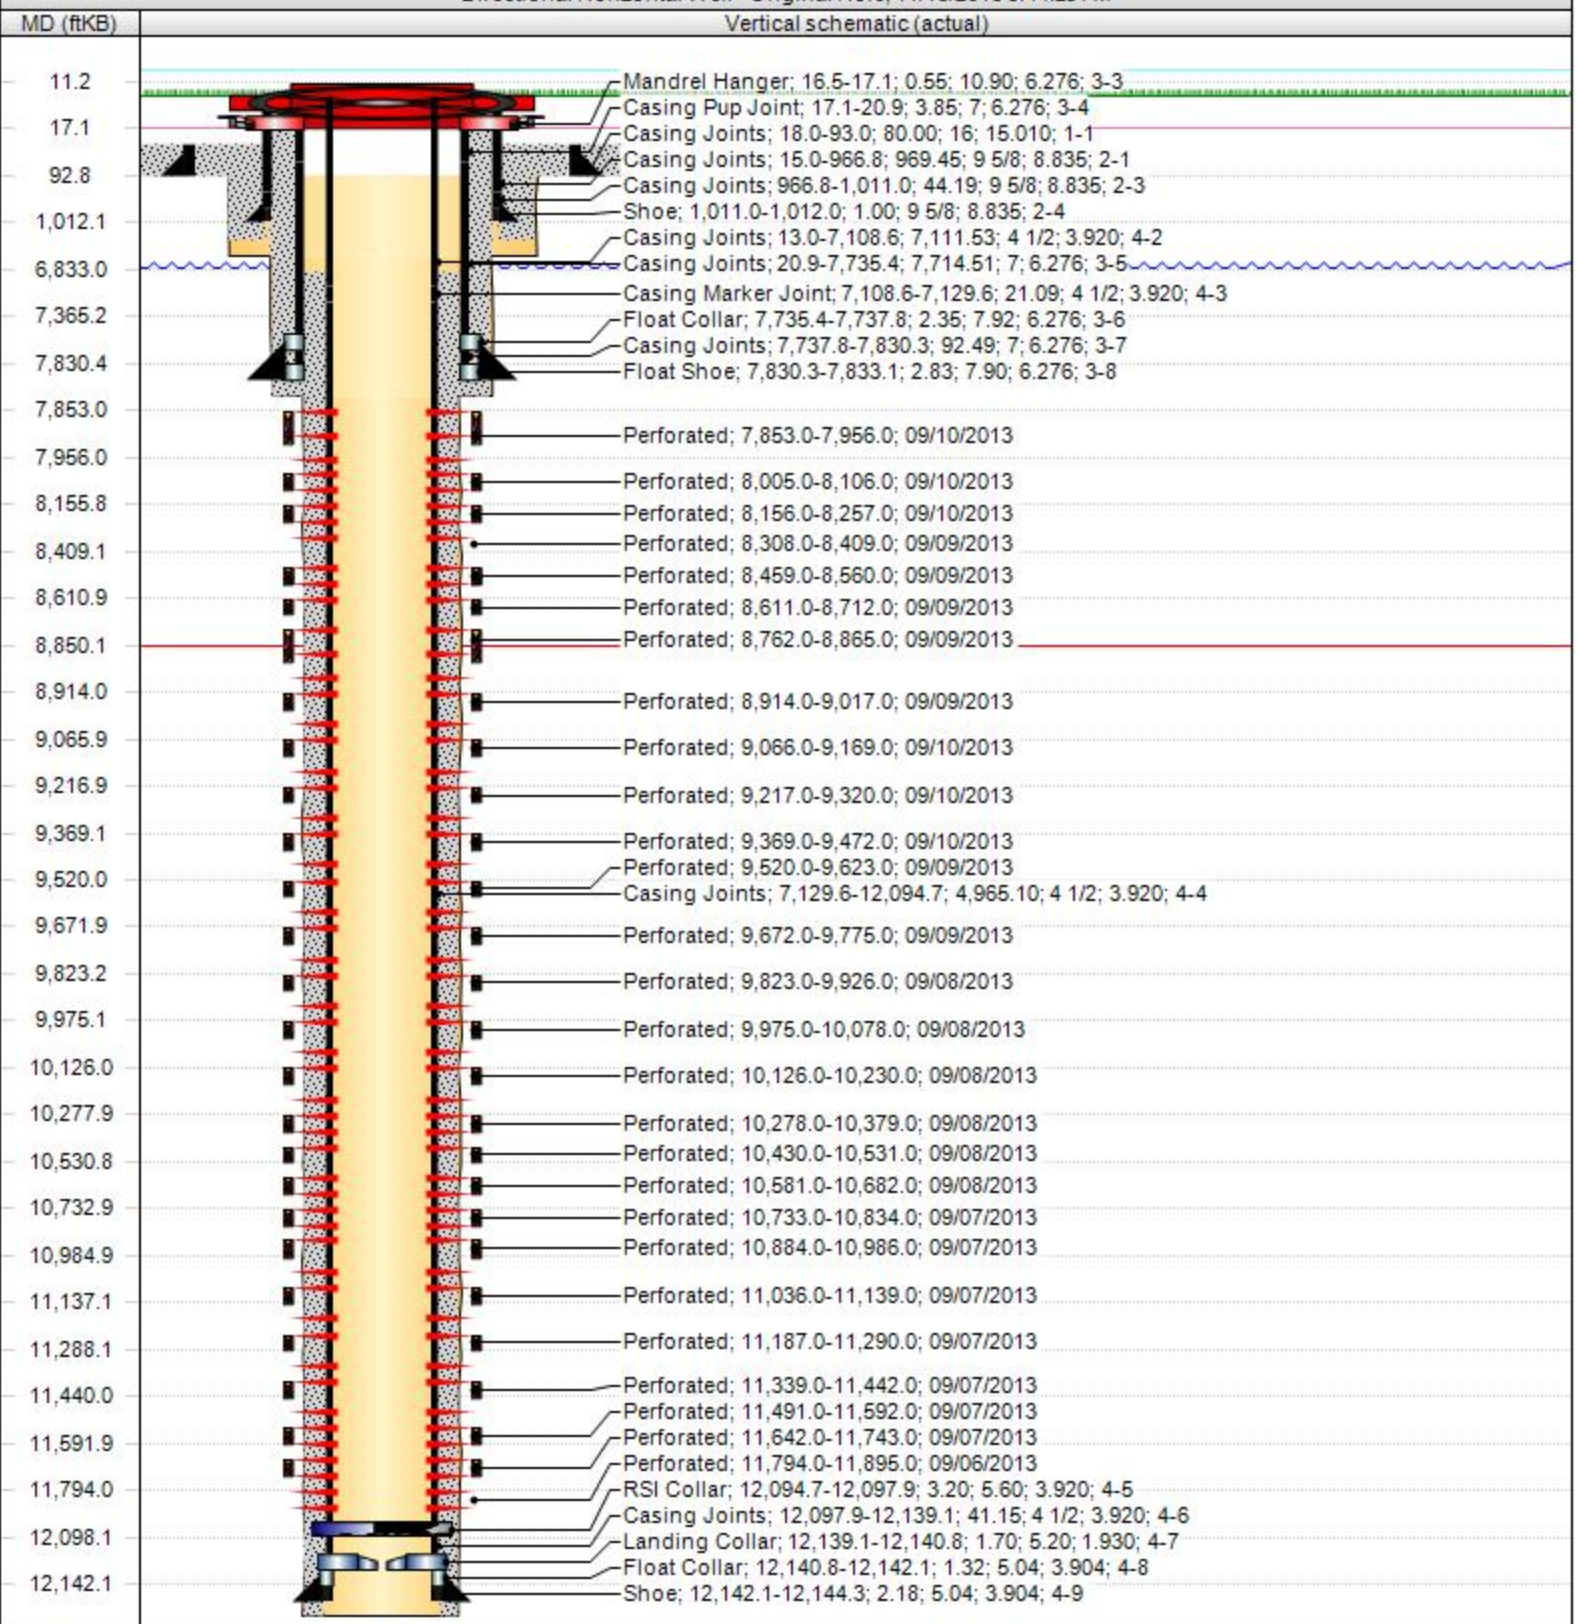 MD (ftKB)
Vertical schematic (actual)
11.2
17.1
92.8
1,012.1
6,833.0
7,365.2
7,830.4
7,853.0
7,956.0
8,155.8
8,409.1
8,610.9
8,850.1
8,914.0
9,065.9
9,216.9
9,369.1
9,520.0
9,671.9
9,823.2
9,975.1
10,126.0
10,277.9
10,530.8
10,732.9
10,984.9
11,137.1
11,288.1
11,440.0
11,591.9
11,794.0
12,098.1
12,142.1
Mandrel Hanger; 16.5-17.1; 0.55; 10.90; 6.276; 3-3
Casing Pup Joint; 17.1-20.9; 3.85; 7; 6.276; 3-4
Casing Joints; 18.0-93.0; 80.00; 16; 15.010; 1-1
Casing Joints; 15.0-966.8; 969.45; 9 5/8; 8.835; 2-1
Casing Joints; 966.8-1,011.0; 44.19; 9 5/8; 8.835; 2-3
Shoe; 1,011.0-1,012.0; 1.00; 9 5/8; 8.835; 2-4
Casing Joints; 13.0-7,108.6; 7,111.53; 4 1/2; 3.920; 4-2
Casing Joints; 20.9-7,735.4; 7,714.51; 7; 6.276; 3-5
Casing Marker Joint; 7,108.6-7,129.6; 21.09; 4 1/2; 3.920; 4-3
Float Collar; 7,735.4-7,737.8; 2.35; 7.92; 6.276; 3-6
Casing Joints; 7,737.8-7,830.3; 92.49; 7; 6.276; 3-7
Float Shoe; 7,830.3-7,833.1; 2.83; 7.90; 6.276; 3-8
Perforated; 7,853.0-7,956.0; 09/10/2013
Perforated; 8,005.0-8,106.0; 09/10/2013
Perforated; 8,156.0-8,257.0; 09/10/2013
Perforated; 8,308.0-8,409.0; 09/09/2013
Perforated; 8,459.0-8,560.0; 09/09/2013
Perforated; 8,611.0-8,712.0; 09/09/2013
Perforated; 8,762.0-8,865.0; 09/09/2013
Perforated; 8,914.0-9,017.0; 09/09/2013
Perforated; 9,066.0-9,169.0; 09/10/2013
Perforated; 9,217.0-9,320.0; 09/10/2013
Perforated; 9,369.0-9,472.0; 09/10/2013
Perforated; 9,520.0-9,623.0; 09/09/2013
Casing Joints; 7,129.6-12,094.7; 4,965.10; 4 1/2; 3.920; 4-4
Perforated; 9,672.0-9,775.0; 09/09/2013
Perforated; 9,823.0-9,926.0; 09/08/2013
Perforated; 9,975.0-10,078.0; 09/08/2013
Perforated; 10,126.0-10,230.0; 09/08/2013
Perforated; 10,278.0-10,379.0; 09/08/2013
Perforated; 10,430.0-10,531.0; 09/08/2013
Perforated; 10,581.0-10,682.0; 09/08/2013
Perforated; 10,733.0-10,834.0; 09/07/2013
Perforated; 10,884.0-10,986.0; 09/07/2013
Perforated; 11,036.0-11,139.0; 09/07/2013
Perforated; 11,187.0-11,290.0; 09/07/2013
Perforated; 11,339.0-11,442.0; 09/07/2013
Perforated; 11,491.0-11,592.0; 09/07/2013
Perforated; 11,642.0-11,743.0; 09/07/2013
Perforated; 11,794.0-11,895.0; 09/06/2013
RSI Collar; 12,094.7-12,097.9; 3.20; 5.60; 3.920; 4-5
Casing Joints; 12,097.9-12,139.1; 41.15; 4 1/2; 3.920; 4-6
Landing Collar; 12,139.1-12,140.8; 1.70; 5.20; 1.930; 4-7
Float Collar; 12,140.8-12,142.1; 1.32; 5.04; 3.904; 4-8
Shoe; 12,142.1-12,144.3; 2.18; 5.04; 3.904; 4-9